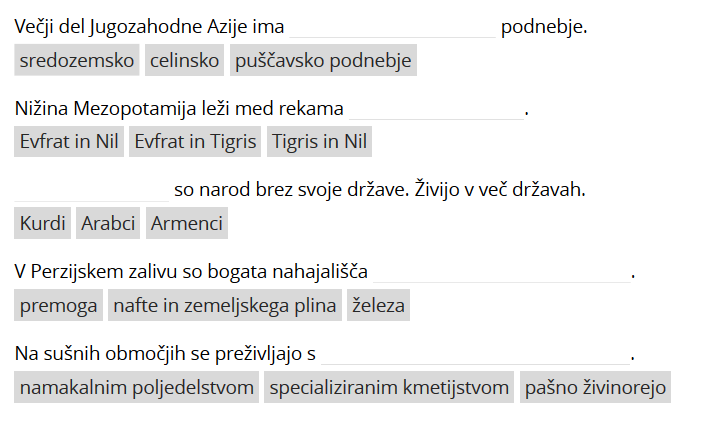 Večji del Jugozahodne Azije ima podnebje.
sredozemsko celinsko puščavsko podnebje
Nižina Mezopotamija leži med rekama .
Evfrat in Nil Evfrat in Tigris Tigris in Nil
so narod brez svoje države. Živijo v več državah.
Kurdi Arabci Armenci
V Perzijskem zalivu so bogata nahajališča .
premoga nafte in zemeljskega plina železa
Na sušnih območjih se preživljajo s .
namakalnim poljedelstvom specializiranim kmetijstvom pašno živinorejo